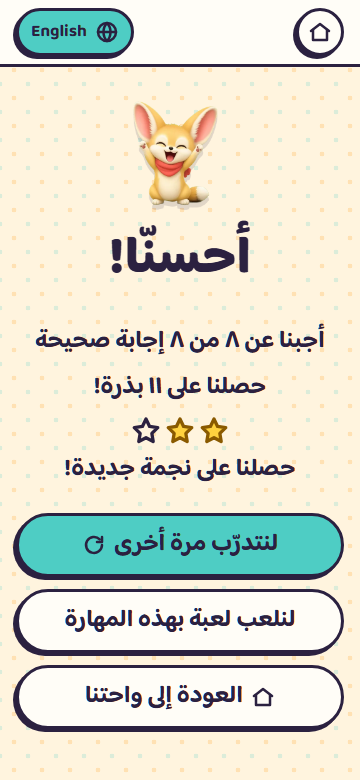 English
أحسنّا!
أجبنا عن ٨ من ٨ إجابة صحيحة
حصلنا على ١١ بذرة!
حصلنا على نجمة جديدة!
لنتدرّب مرة أخرى
لنلعب لعبة بهذه المهارة
العودة إلى واحتنا